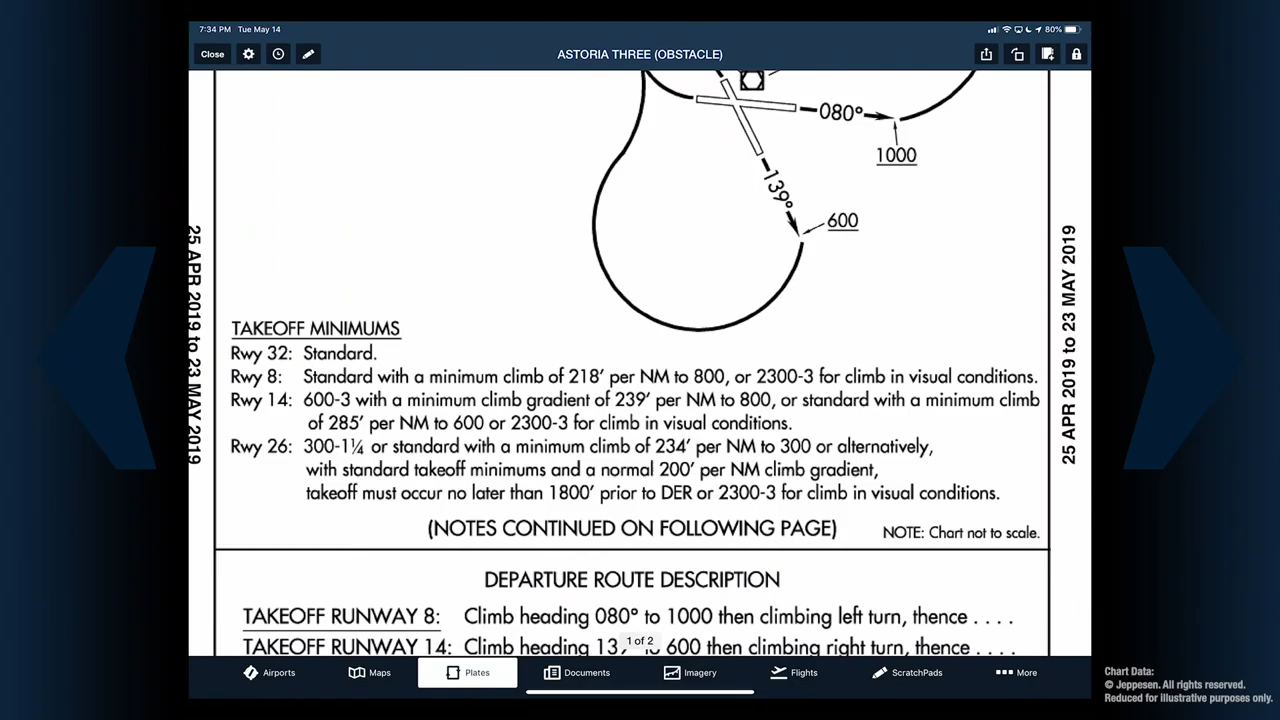 7:34 PM Tue May 14
80%
Close
ASTORIA THREE (OBSTACLE)
080°
1000
139°
600
25 APR 2019 to 23 MAY 2019
25 APR 2019 to 23 MAY 2019
TAKEOFF MINIMUMS
Rwy 32: Standard.
Rwy 8: Standard with a minimum climb of 218' per NM to 800, or 2300-3 for climb in visual conditions.
Rwy 14: 600-3 with a minimum climb gradient of 239' per NM to 800, or standard with a minimum climb
of 285' per NM to 600 or 2300-3 for climb in visual conditions.
Rwy 26: 300-1¼ or standard with a minimum climb of 234' per NM to 300 or alternatively,
with standard takeoff minimums and a normal 200' per NM climb gradient,
takeoff must occur no later than 1800' prior to DER or 2300-3 for climb in visual conditions.
(NOTES CONTINUED ON FOLLOWING PAGE)
NOTE: Chart not to scale.
DEPARTURE ROUTE DESCRIPTION
TAKEOFF RUNWAY 8: Climb heading 080° to 1000 then climbing left turn, thence . . . .
TAKEOFF RUNWAY 14: Climb heading 600 then climbing right turn, thence . . . .
1 of 2
Airports
Maps
Plates
Documents
Imagery
Flights
ScratchPads
More
Chart Data:
© Jeppesen. All rights reserved.
Reduced for illustrative purposes only.